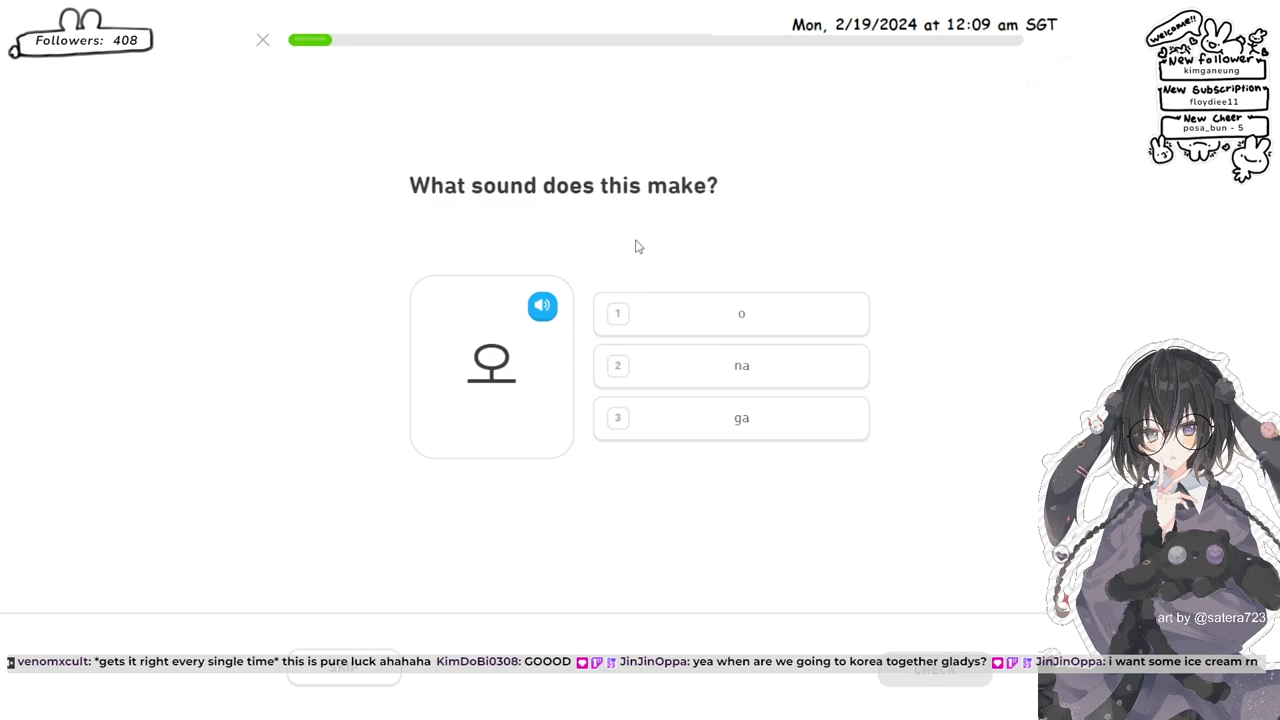 Followers: 408
Mon, 2/19/2024 at 12:09 am SGT
welcome!!
New follower
kimganeung
New Subscription
floydiee11
New Cheer
posa_bun - 5
What sound does this make?
오
1 o
2 na
3 ga
art by @satera723
venomxcult: *gets it right every single time* this is pure luck ahahaha KimDoBi0308: GOOOD JinJinOppa: yea when are we going to korea together gladys? JinJinOppa: i want some ice cream rn